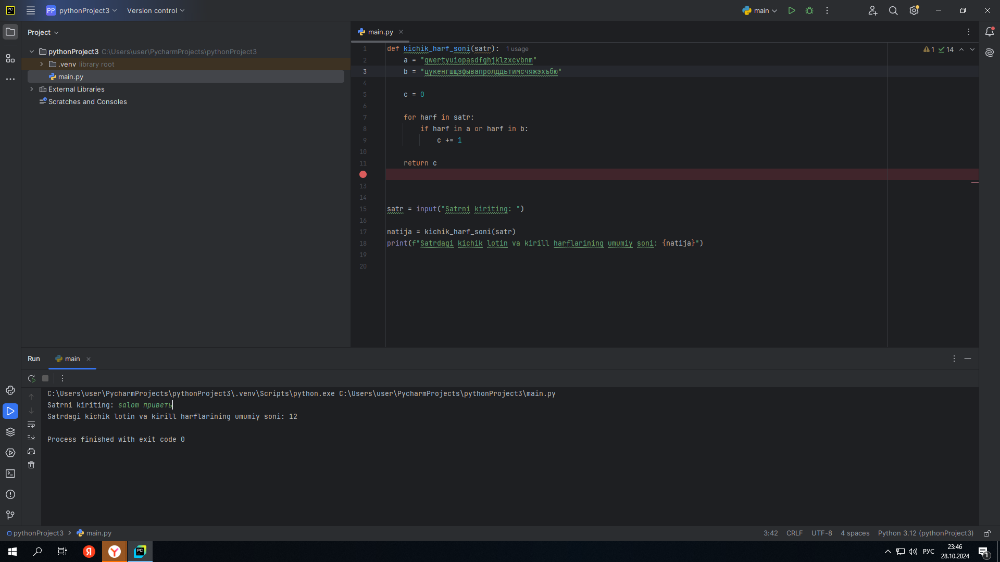 PC
PP pythonProject3 Version control main
Project
pythonProject3 C:\Users\user\PycharmProjects\pythonProject3
.venv library root
main.py
External Libraries
Scratches and Consoles
main.py
1 14
1 def kichik_harf_soni(satr): 1 usage
2 a = "qwertyuiopasdfghjklzxcvbnm"
3 b = "цукенгшщзфывапролддьтимсчяжэхъбю"
4
5 c = 0
6
7 for harf in satr:
8 if harf in a or harf in b:
9 c += 1
10
11 return c
13
14
15 satr = input("Satrni kiriting: ")
16
17 natija = kichik_harf_soni(satr)
18 print(f"Satrdagi kichik lotin va kirill harflarining umumiy soni: {natija}")
19
20
Run main
C:\Users\user\PycharmProjects\pythonProject3\.venv\Scripts\python.exe C:\Users\user\PycharmProjects\pythonProject3\main.py
Satrni kiriting: salom приветь
Satrdagi kichik lotin va kirill harflarining umumiy soni: 12
Process finished with exit code 0
pythonProject3 main.py 3:42 CRLF UTF-8 4 spaces Python 3.12 (pythonProject3)
Я Y PC РУС 23:46
28.10.2024 1